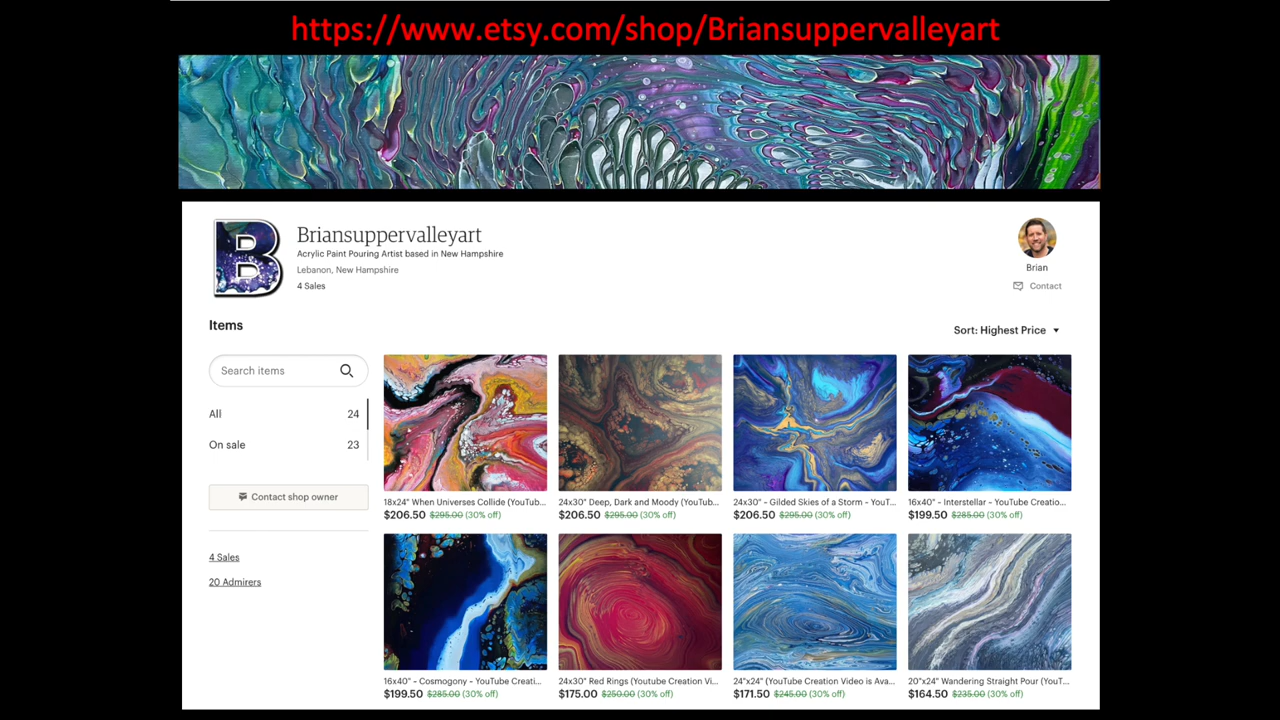 https://www.etsy.com/shop/Briansuppervalleyart
B
Briansuppervalleyart
Acrylic Paint Pouring Artist based in New Hampshire
Lebanon, New Hampshire
4 Sales
Brian
Contact
Items
Sort: Highest Price
Search items
All 24
On sale 23
Contact shop owner
4 Sales
20 Admirers
18x24" When Universes Collide (YouTub...
$206.50 $295.00 (30% off)
24x30" Deep, Dark and Moody (YouTub...
$206.50 $295.00 (30% off)
24x30" - Gilded Skies of a Storm - YouT...
$206.50 $295.00 (30% off)
16x40" - Interstellar - YouTube Creatio...
$199.50 $285.00 (30% off)
16x40" - Cosmogony - YouTube Creati...
$199.50 $285.00 (30% off)
24x30" Red Rings (Youtube Creation Vi...
$175.00 $250.00 (30% off)
24"x24" (YouTube Creation Video is Ava...
$171.50 $245.00 (30% off)
20"x24" Wandering Straight Pour (YouT...
$164.50 $235.00 (30% off)